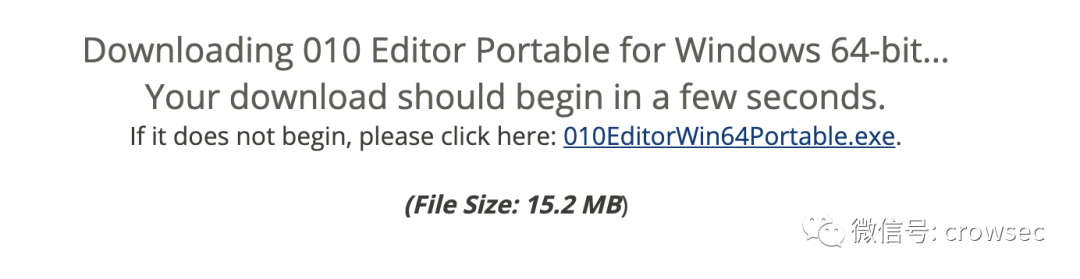 Downloading 010 Editor Portable for Windows 64-bit...
Your download should begin in a few seconds.
If it does not begin, please click here: 010EditorWin64Portable.exe.
(File Size: 15.2 MB)
微信号: crowsec